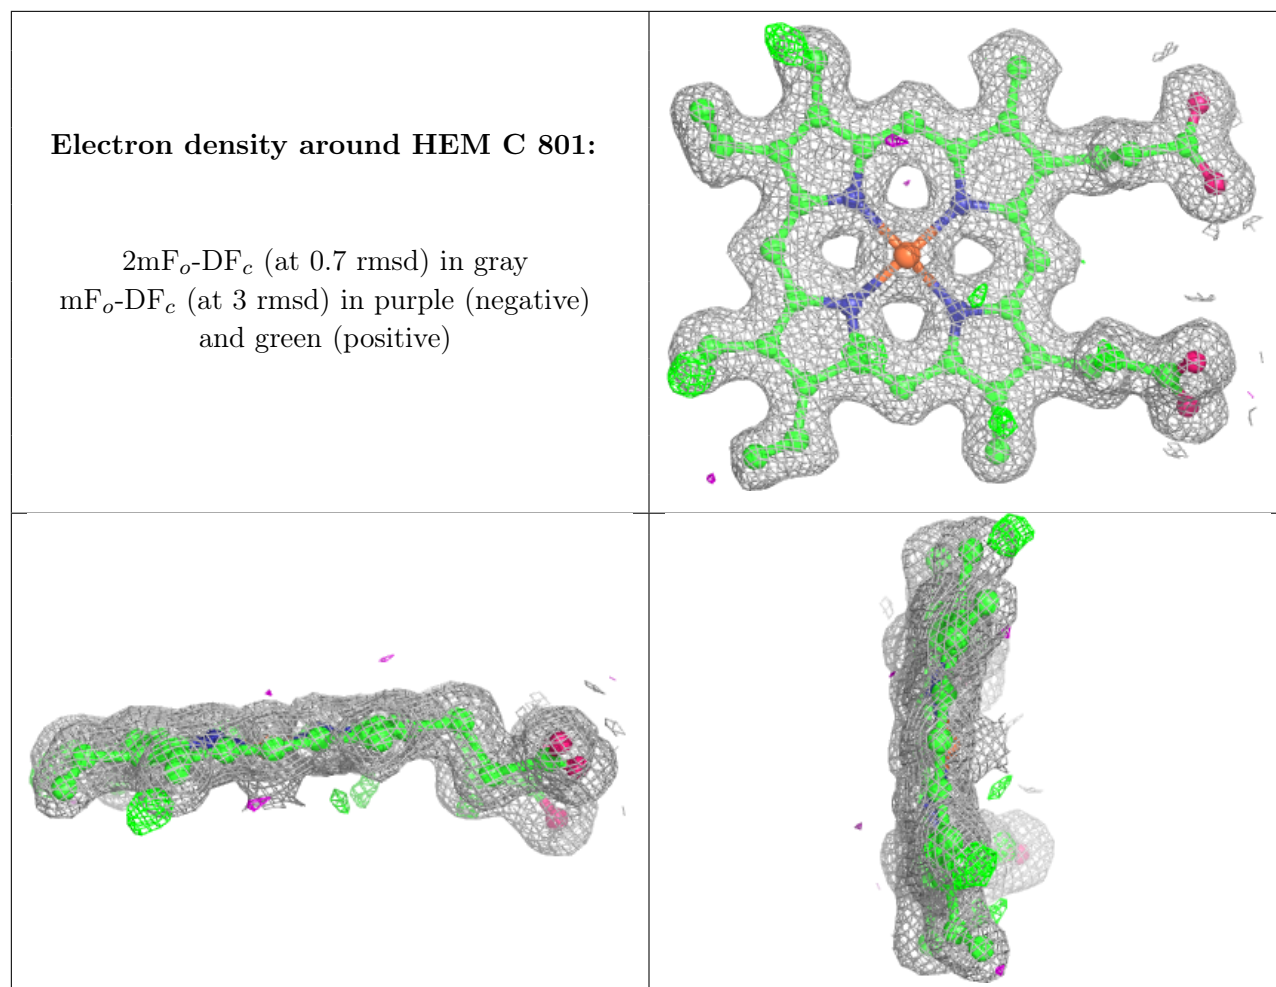 Electron density around HEM C 801:
2mFo-DFc (at 0.7 rmsd) in gray
mFo-DFc (at 3 rmsd) in purple (negative)
and green (positive)